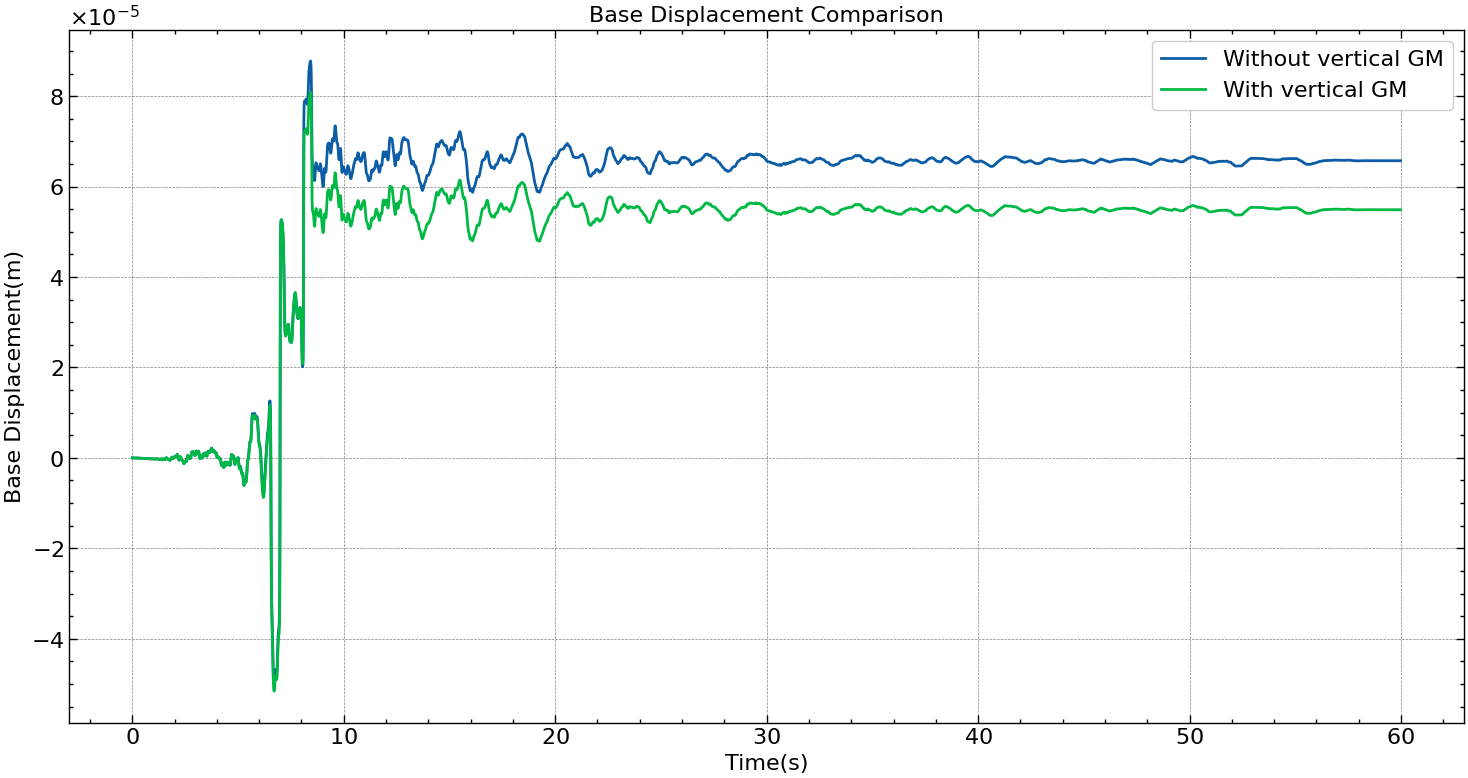 Base Displacement Comparison
×10⁻⁵
Without vertical GM
With vertical GM
8
6
4
2
0
−2
−4
Base Displacement(m)
0 10 20 30 40 50 60
Time(s)